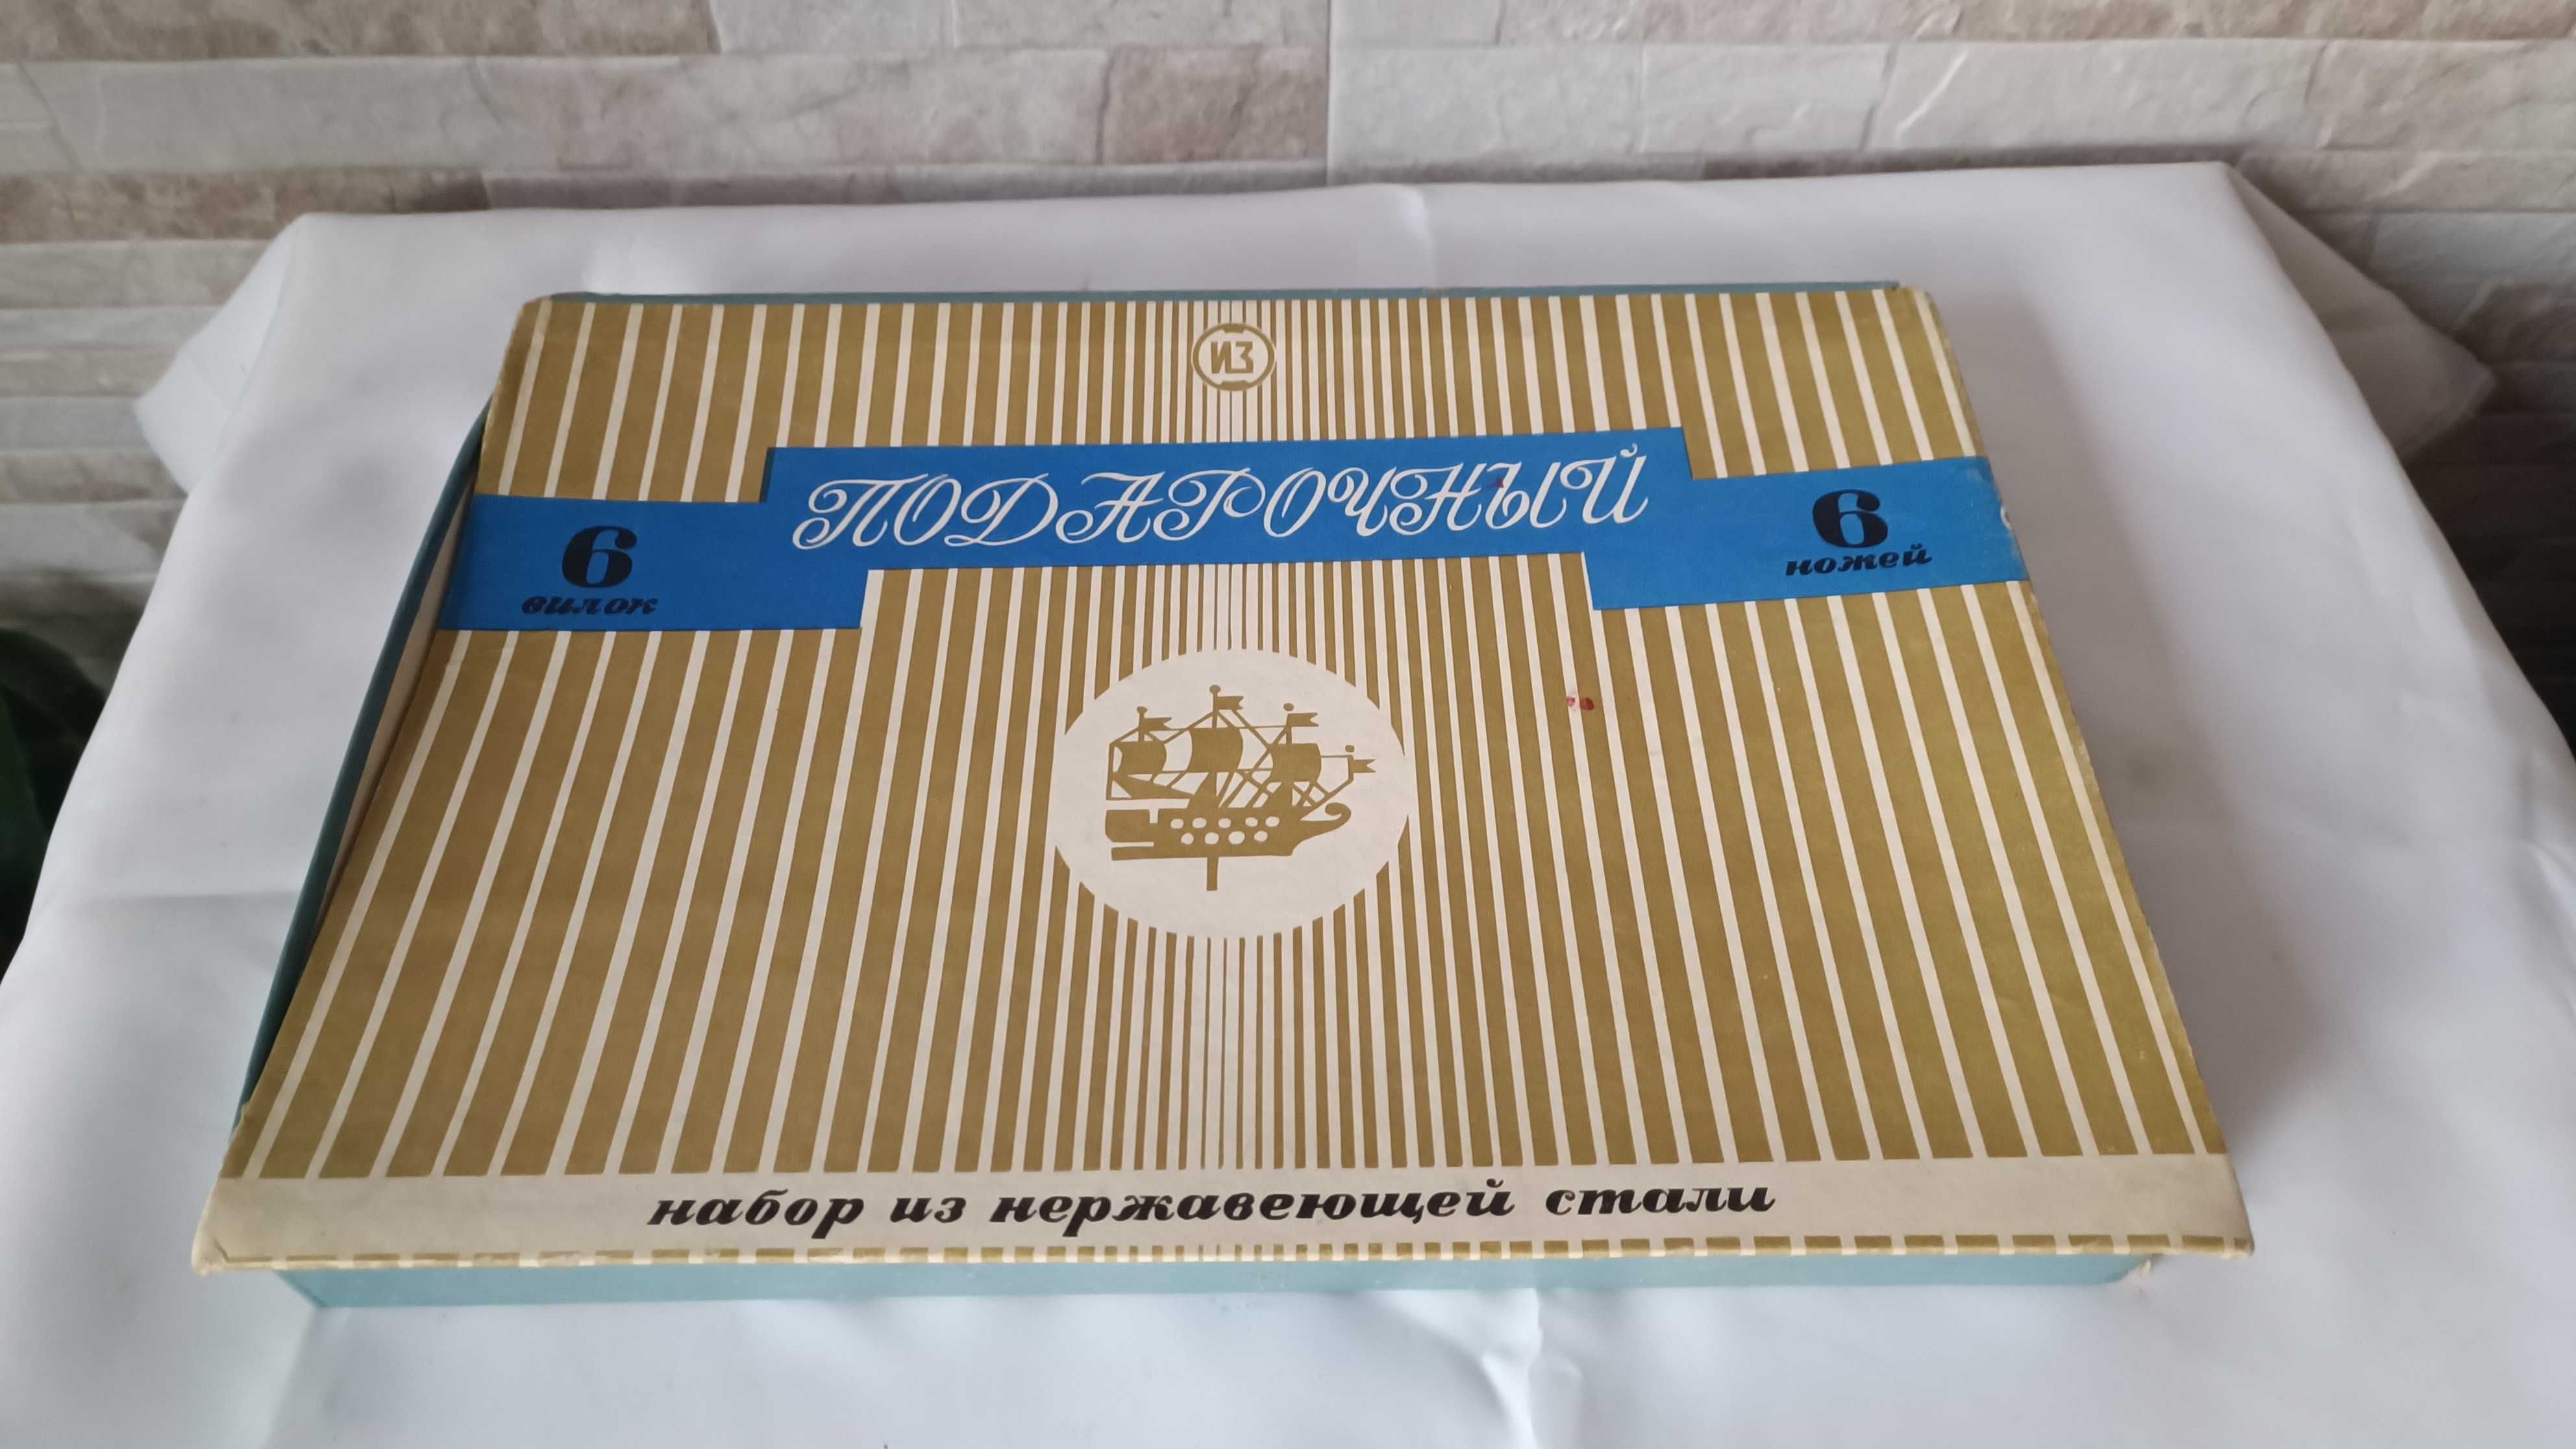 ИЗ
ПОДАРОЧНЫЙ
6
вилок
6
ножей
набор из нержавеющей стали